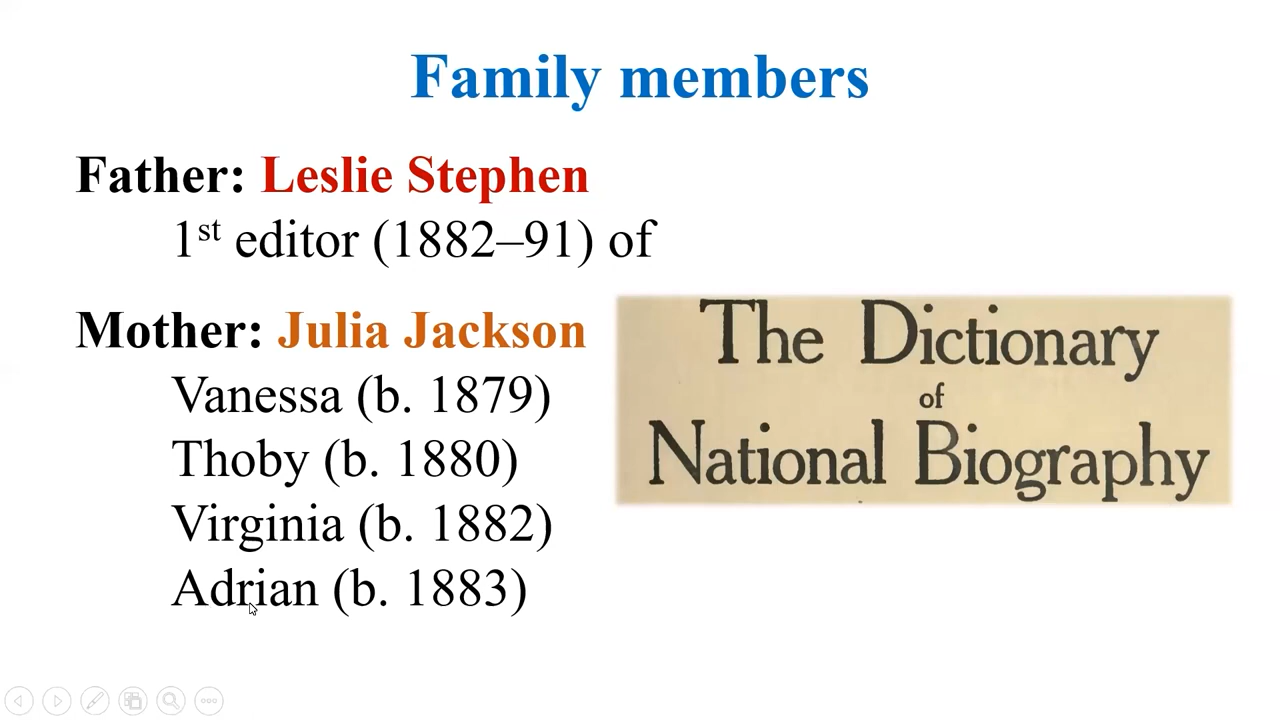 Family members
Father: Leslie Stephen
1st editor (1882–91) of
The Dictionary
of
National Biography
Mother: Julia Jackson
Vanessa (b. 1879)
Thoby (b. 1880)
Virginia (b. 1882)
Adrian (b. 1883)